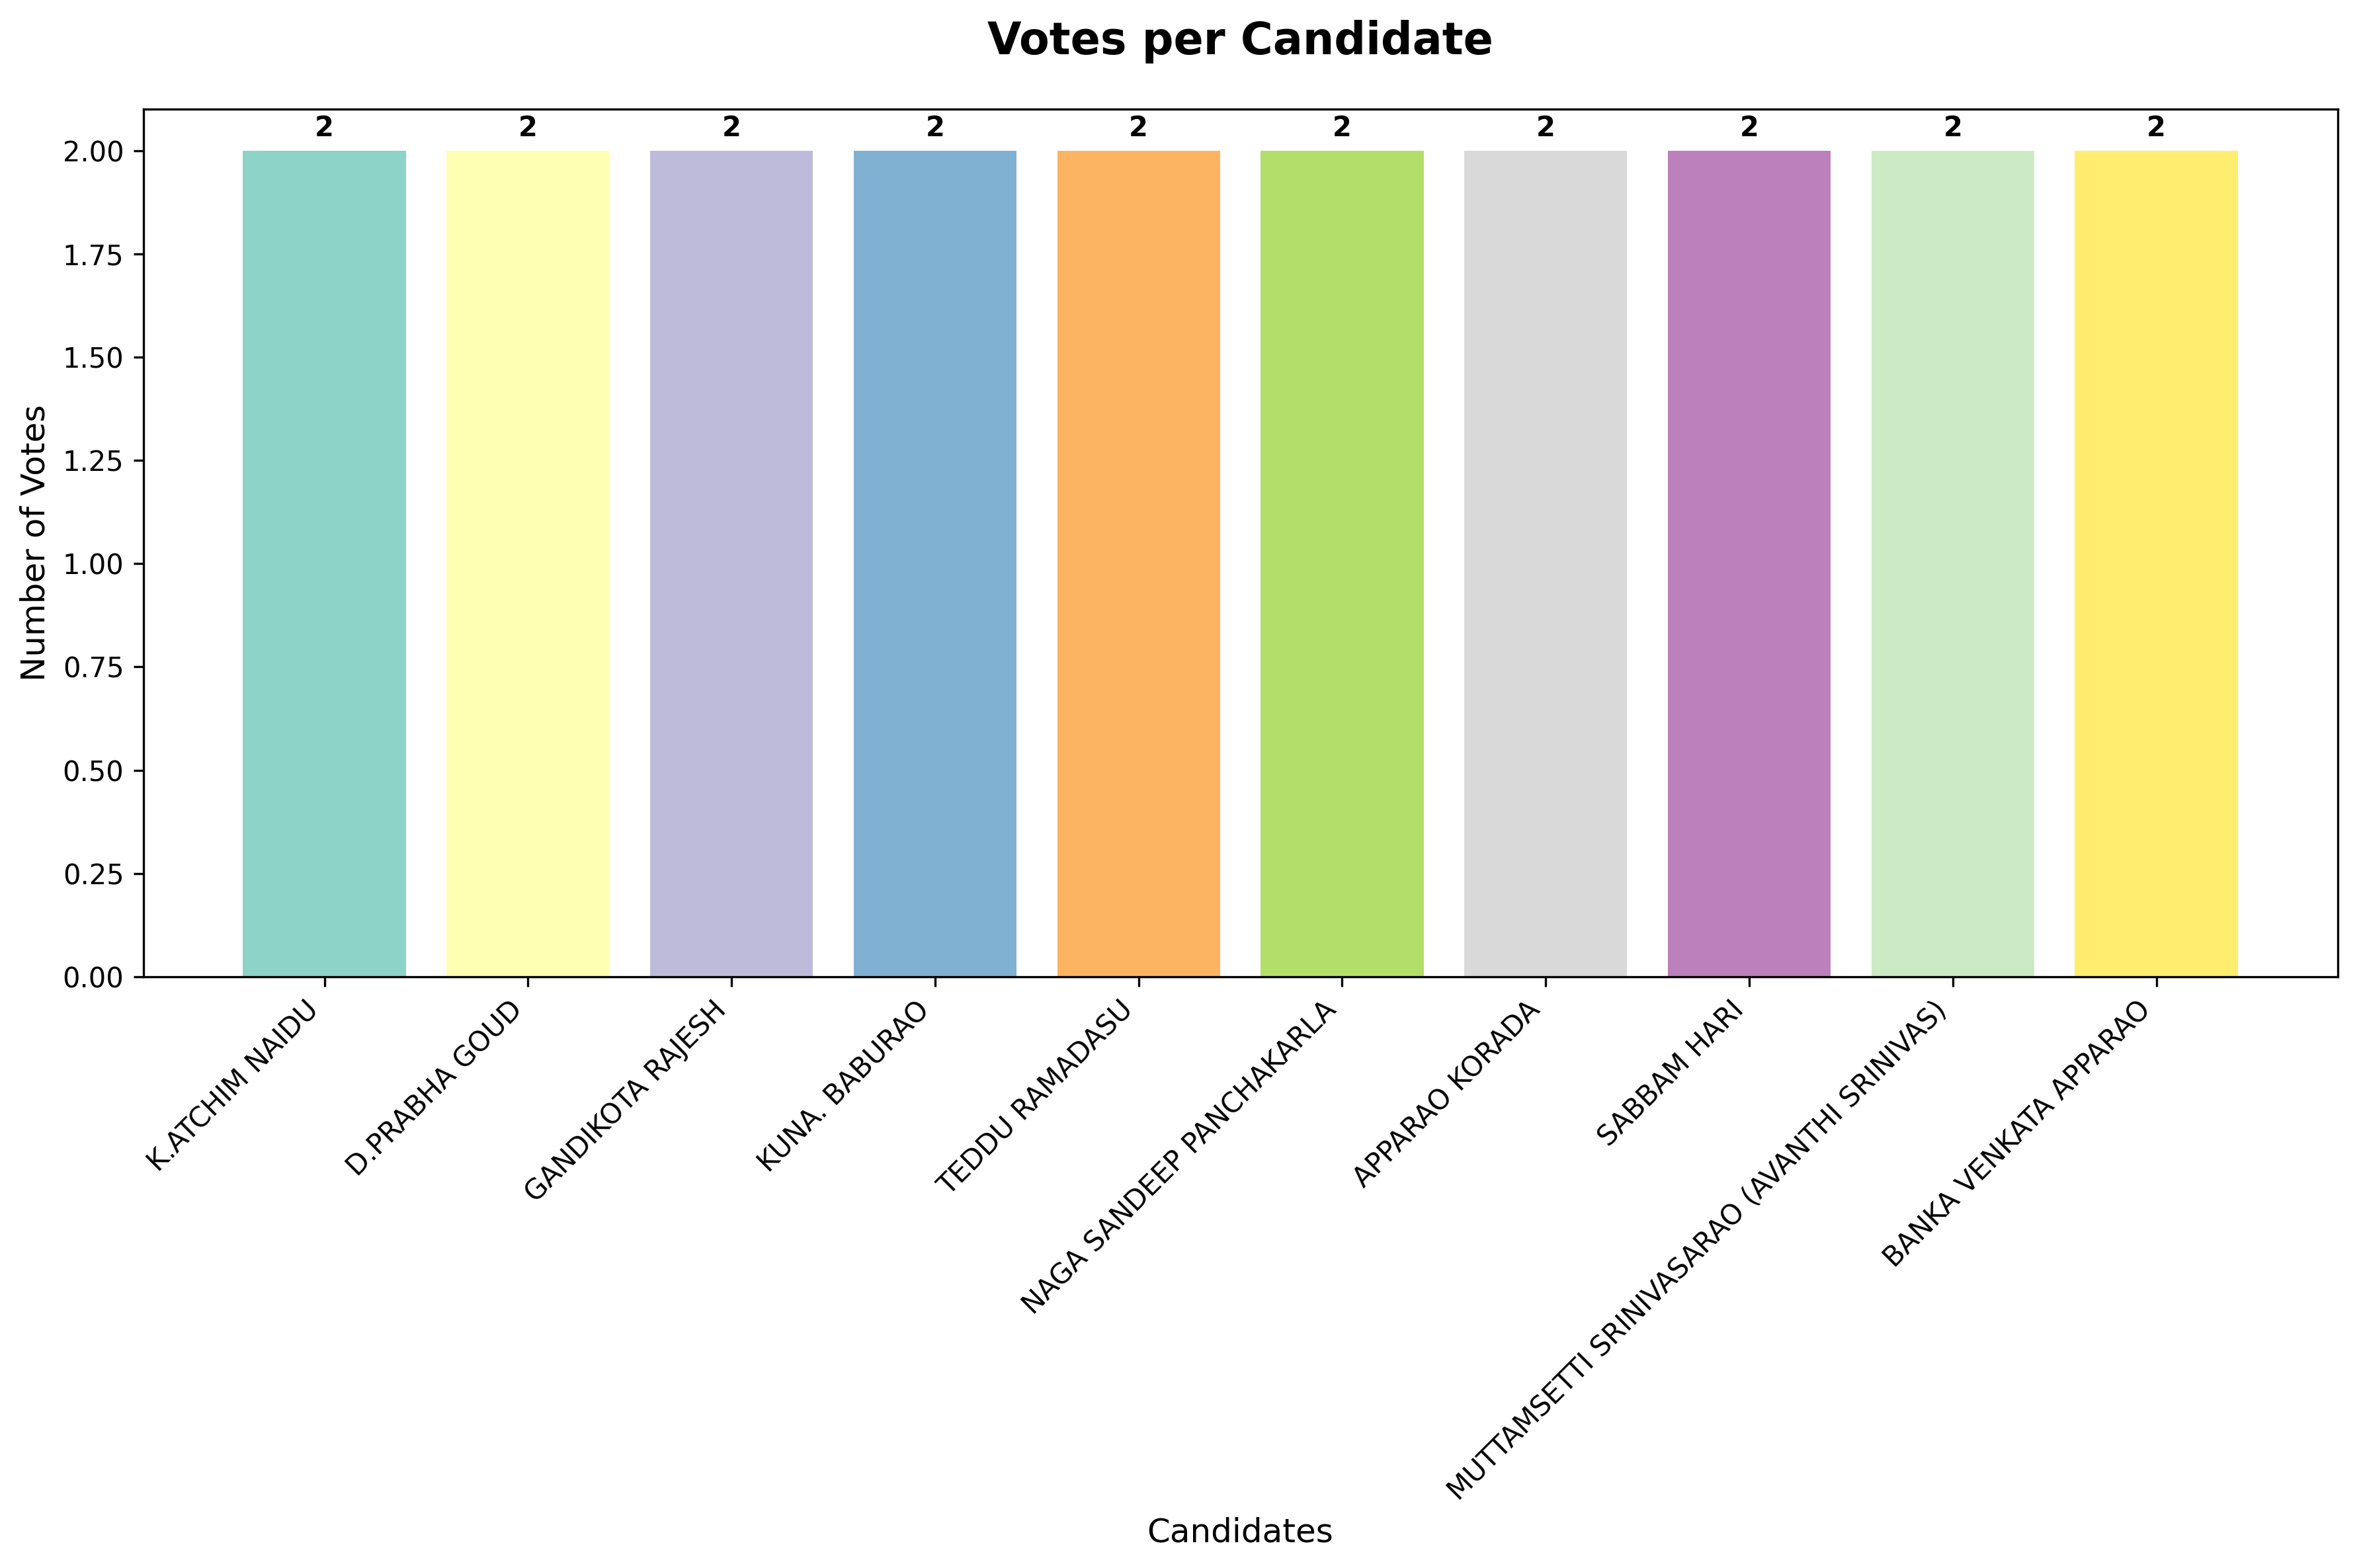 Votes per Candidate
2 2 2 2 2 2 2 2 2 2
2.00
1.75
1.50
1.25
1.00
0.75
0.50
0.25
0.00
Number of Votes
K.ATCHIM NAIDU
D.PRABHA GOUD
GANDIKOTA RAJESH
KUNA. BABURAO
TEDDU RAMADASU
NAGA SANDEEP PANCHAKARLA
APPARAO KORADA
SABBAM HARI
MUTTAMSETTI SRINIVASARAO (AVANTHI SRINIVAS)
BANKA VENKATA APPARAO
Candidates